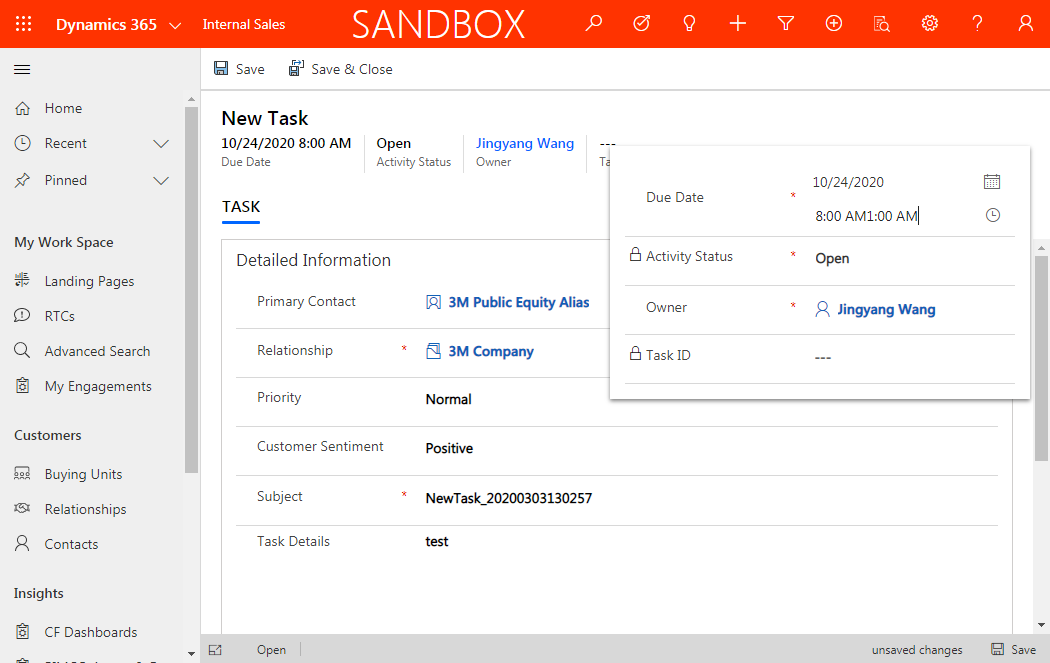 Dynamics 365 Internal Sales SANDBOX
Save Save & Close
Home
Recent
Pinned
My Work Space
Landing Pages
RTCs
Advanced Search
My Engagements
Customers
Buying Units
Relationships
Contacts
Insights
CF Dashboards
New Task
10/24/2020 8:00 AM Open Jingyang Wang ---
Due Date Activity Status Owner
TASK
Detailed Information
Primary Contact 3M Public Equity Alias
Relationship * 3M Company
Priority Normal
Customer Sentiment Positive
Subject * NewTask_20200303130257
Task Details test
Due Date * 10/24/2020
8:00 AM1:00 AM
Activity Status * Open
Owner * Jingyang Wang
Task ID ---
Open unsaved changes Save